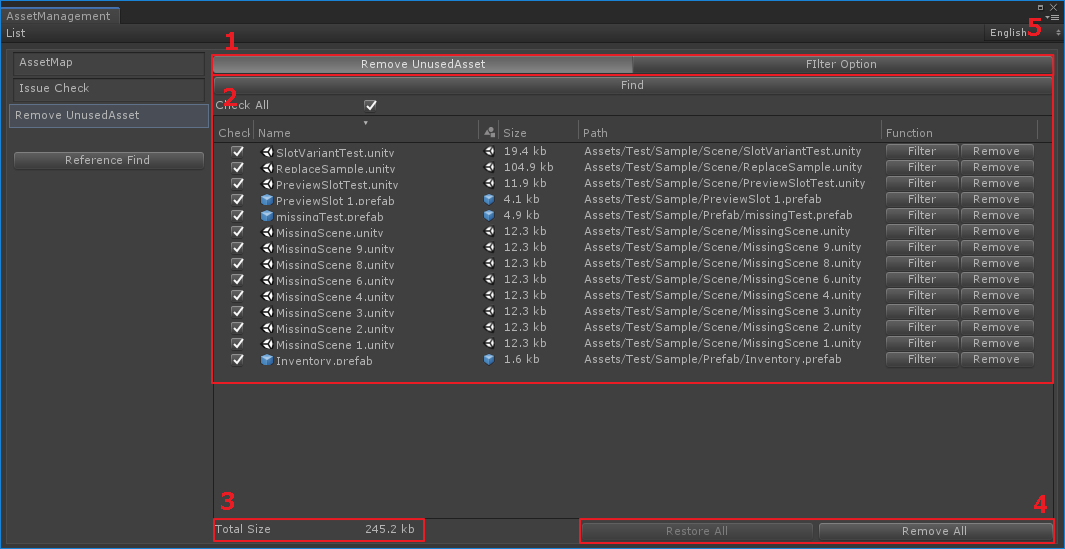 AssetManagement
List
English
5
AssetMap
Issue Check
Remove UnusedAsset
Reference Find
1
Remove UnusedAsset FIlter Option
Find
2
Check All
Check Name Size Path Function
SlotVariantTest.unity 19.4 kb Assets/Test/Sample/Scene/SlotVariantTest.unity Filter Remove
ReplaceSample.unity 104.9 kb Assets/Test/Sample/Scene/ReplaceSample.unity Filter Remove
PreviewSlotTest.unity 11.9 kb Assets/Test/Sample/Scene/PreviewSlotTest.unity Filter Remove
PreviewSlot 1.prefab 4.1 kb Assets/Test/Sample/PreviewSlot 1.prefab Filter Remove
missingTest.prefab 4.9 kb Assets/Test/Sample/Prefab/missingTest.prefab Filter Remove
MissingScene.unity 12.3 kb Assets/Test/Sample/Scene/MissingScene.unity Filter Remove
MissingScene 9.unity 12.3 kb Assets/Test/Sample/Scene/MissingScene 9.unity Filter Remove
MissingScene 8.unity 12.3 kb Assets/Test/Sample/Scene/MissingScene 8.unity Filter Remove
MissingScene 6.unity 12.3 kb Assets/Test/Sample/Scene/MissingScene 6.unity Filter Remove
MissingScene 4.unity 12.3 kb Assets/Test/Sample/Scene/MissingScene 4.unity Filter Remove
MissingScene 3.unity 12.3 kb Assets/Test/Sample/Scene/MissingScene 3.unity Filter Remove
MissingScene 2.unity 12.3 kb Assets/Test/Sample/Scene/MissingScene 2.unity Filter Remove
MissingScene 1.unity 12.3 kb Assets/Test/Sample/Scene/MissingScene 1.unity Filter Remove
Inventory.prefab 1.6 kb Assets/Test/Sample/Prefab/Inventory.prefab Filter Remove
3
Total Size 245.2 kb
4
Restore All Remove All